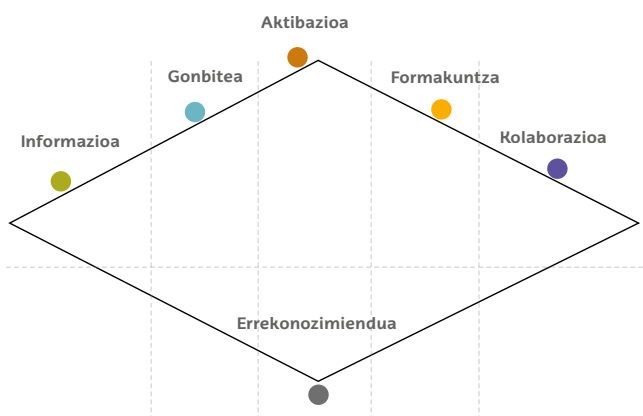 Aktibazioa
Gonbitea
Formakuntza
Informazioa
Kolaborazioa
Errekonozimiendua